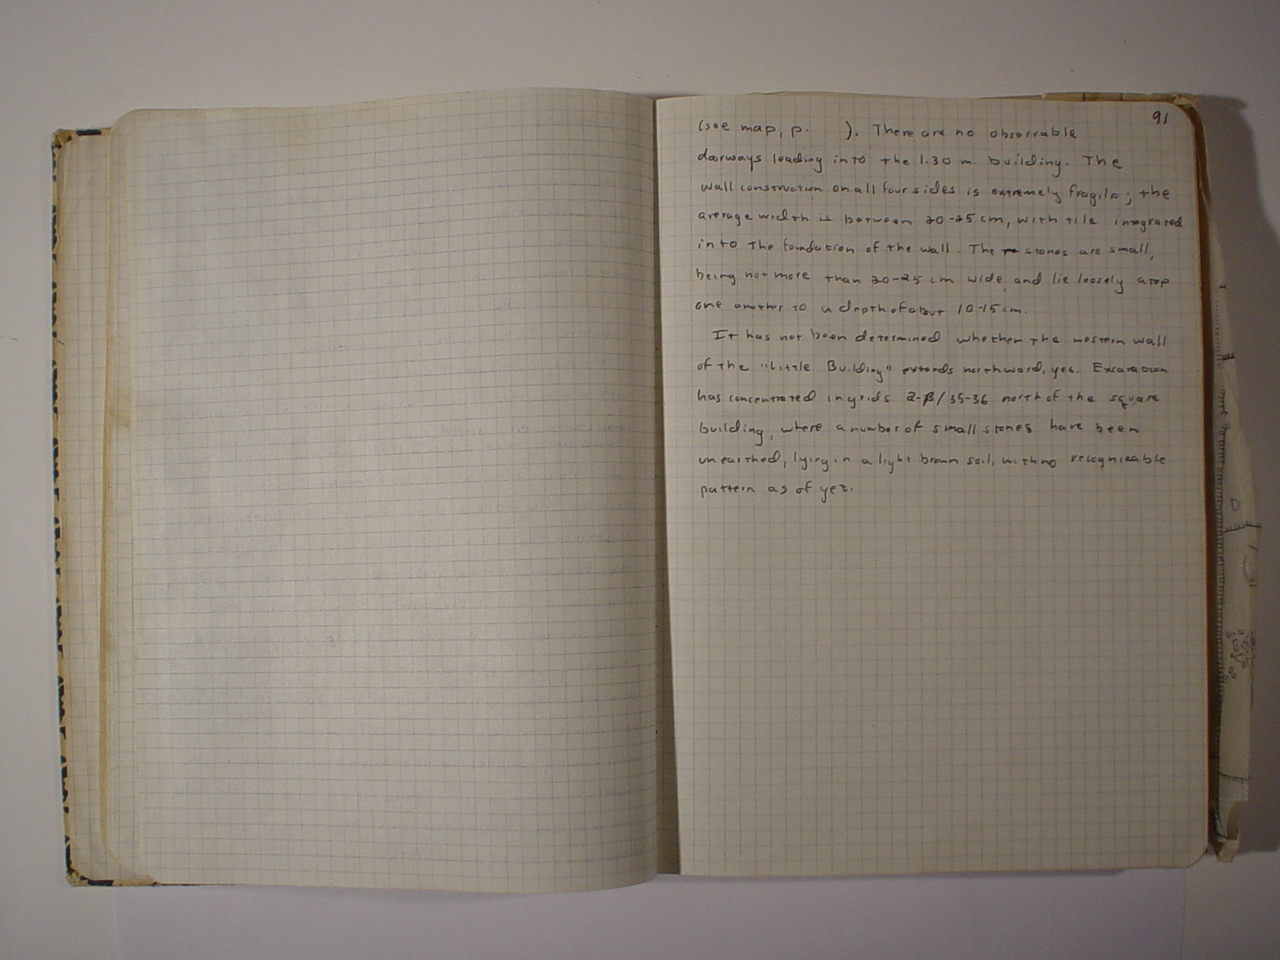 91
(see map, p. ). There are no observable
doorways leading into the 1.30 m. building. The
wall construction on all four sides is extremely fragile; the
average width is between 20-25 cm, with tile integrated
into the foundation of the wall. The stones are small,
being not more than 20-25 cm wide, and lie loosely atop
one another to a depth of about 10-15 cm.
It has not been determined whether the western wall
of the "Little Building" extends northward, yet. Excavation
has concentrated in grids 2-β/35-36 north of the square
building, where a number of small stones have been
unearthed, lying in a light brown soil, with no recognizable
pattern as of yet.